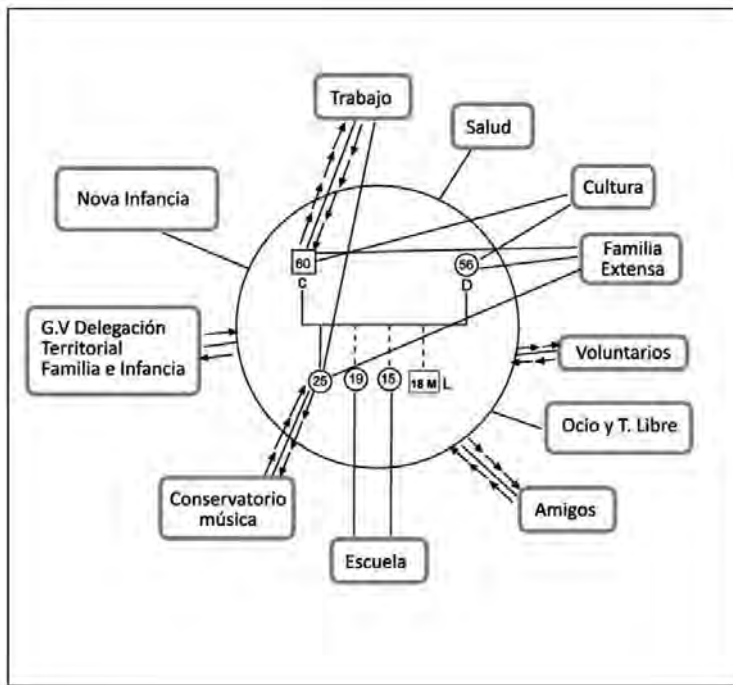 Trabajo
Salud
Nova Infancia
Cultura
60
C
56
D
Familia
Extensa
G.V Delegación
Territorial
Familia e Infancia
Voluntarios
25
19
15
18 M
L
Ocio y T. Libre
Conservatorio
música
Amigos
Escuela